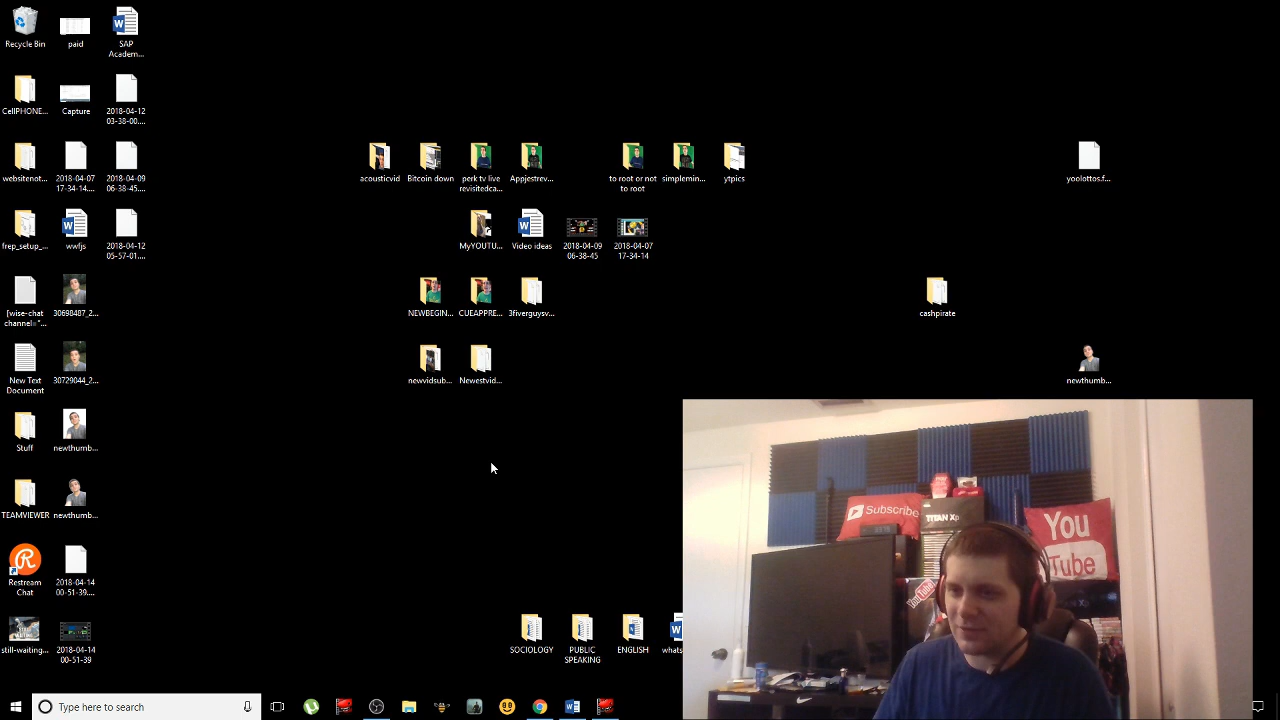 Recycle Bin
paid
SAP
Academ...
CellPHONE...
Capture
2018-04-12
03-38-00....
websitenot...
2018-04-07
17-34-14....
2018-04-09
06-38-45....
acousticvid
Bitcoin down
perk tv live
revisitedca...
Appjestrev...
to root or not
to root
simplemin...
ytpics
yoolottos.f...
frep_setup_...
wwfjs
2018-04-12
05-57-01....
MyYOUTU...
Video ideas
2018-04-09
06-38-45
2018-04-07
17-34-14
[wise-chat
channel="...
30698487_2...
NEWBEGIN...
CUEAPPRE...
3fiverguysv...
cashpirate
New Text
Document
30729044_2...
newvidsub...
Newestvid...
newthumb...
Stuff
newthumb...
TEAMVIEWER
newthumb...
Subscribe
TITAN Xp
You
Tube
You Tube
Restream
Chat
2018-04-14
00-51-39....
still-waiting...
2018-04-14
00-51-39
SOCIOLOGY
PUBLIC
SPEAKING
ENGLISH
whats
Type here to search